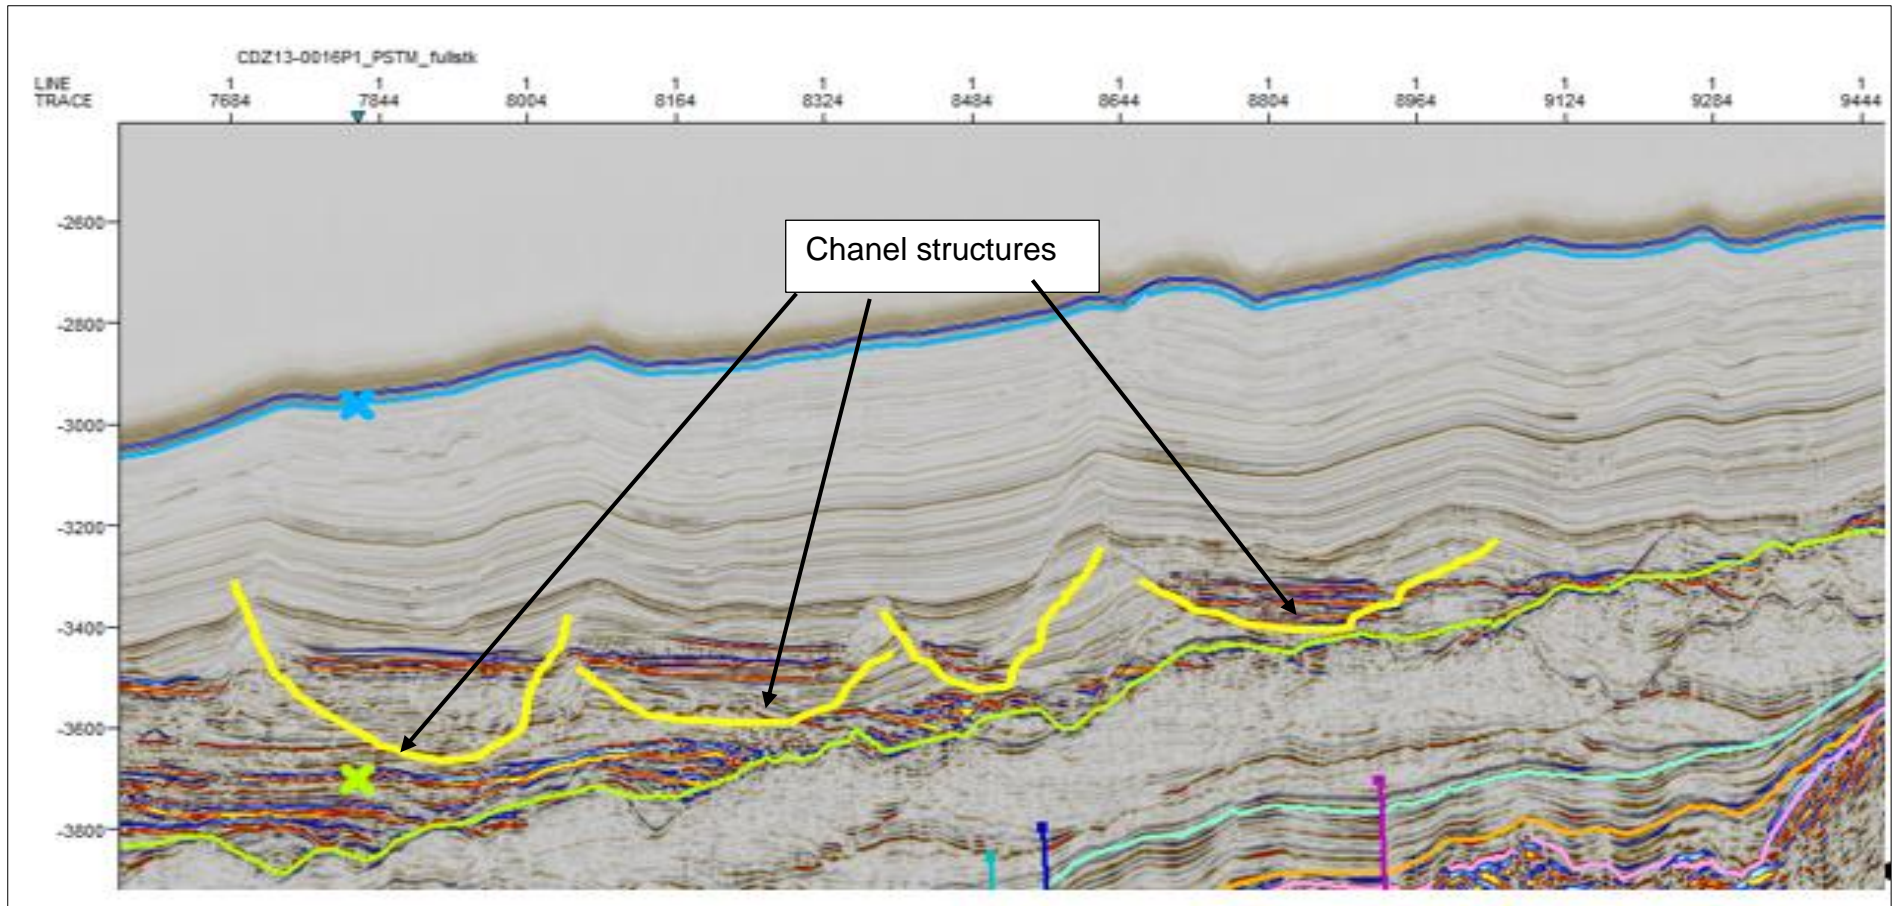 CDZ13-0016P1_PSTM_fullstk
LINE 1 1 1 1 1 1 1 1 1 1 1 1
TRACE 7684 7844 8004 8164 8324 8484 8644 8804 8964 9124 9284 9444
-2600
Chanel structures
-2800
-3000
-3200
-3400
-3600
-3800